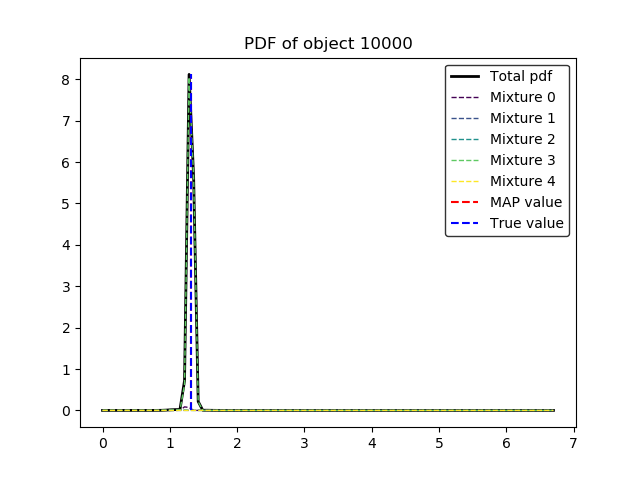 PDF of object 10000
8
7
6
5
4
3
2
1
0
0 1 2 3 4 5 6 7
Total pdf
Mixture 0
Mixture 1
Mixture 2
Mixture 3
Mixture 4
MAP value
True value